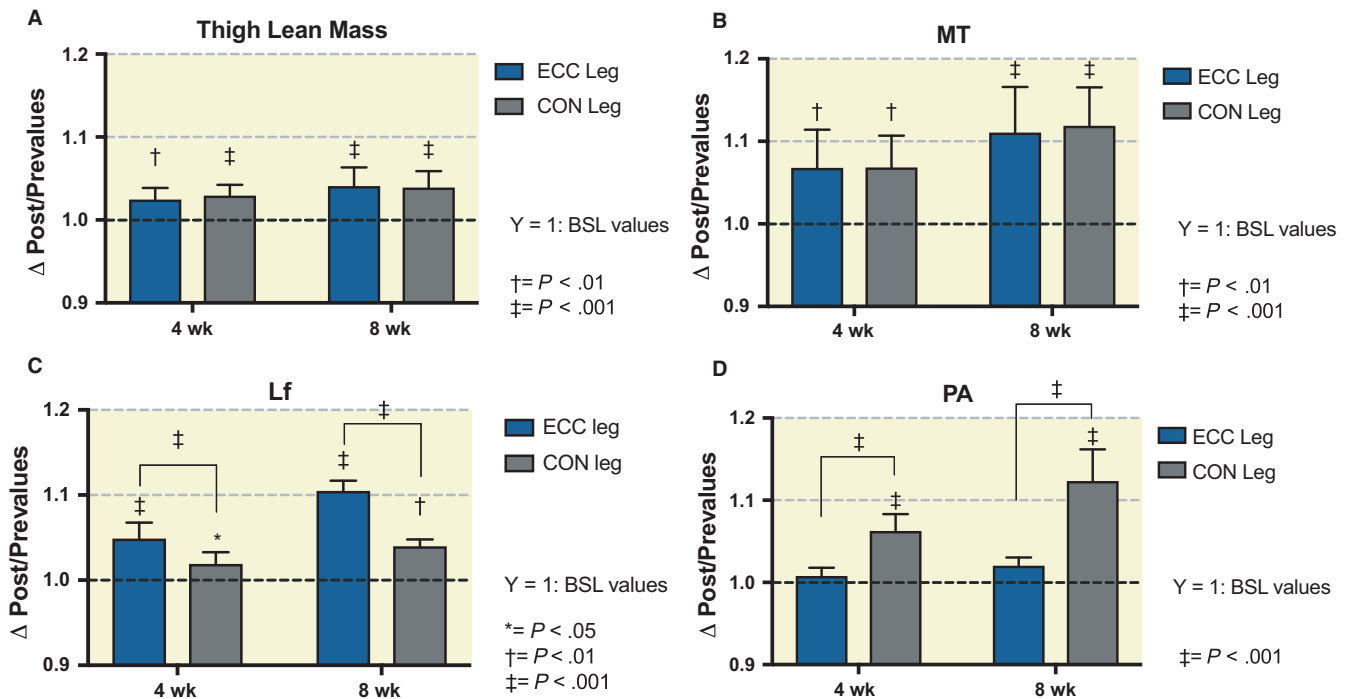 A
Thigh Lean Mass
1.2
1.1
1.0
0.9
Δ Post/Prevalues
† ‡ ‡ ‡
4 wk 8 wk
ECC Leg
CON Leg
Y = 1: BSL values
†= P < .01
‡= P < .001
B
MT
1.2
1.1
1.0
0.9
Δ Post/Prevalues
† † ‡ ‡
4 wk 8 wk
ECC Leg
CON Leg
Y = 1: BSL values
†= P < .01
‡= P < .001
C
Lf
1.2
1.1
1.0
0.9
Δ Post/Prevalues
‡ ‡
‡ * ‡ †
4 wk 8 wk
ECC leg
CON leg
Y = 1: BSL values
*= P < .05
†= P < .01
‡= P < .001
D
PA
1.2
1.1
1.0
0.9
Δ Post/Prevalues
‡ ‡
‡ ‡
4 wk 8 wk
ECC Leg
CON Leg
Y = 1: BSL values
‡= P < .001